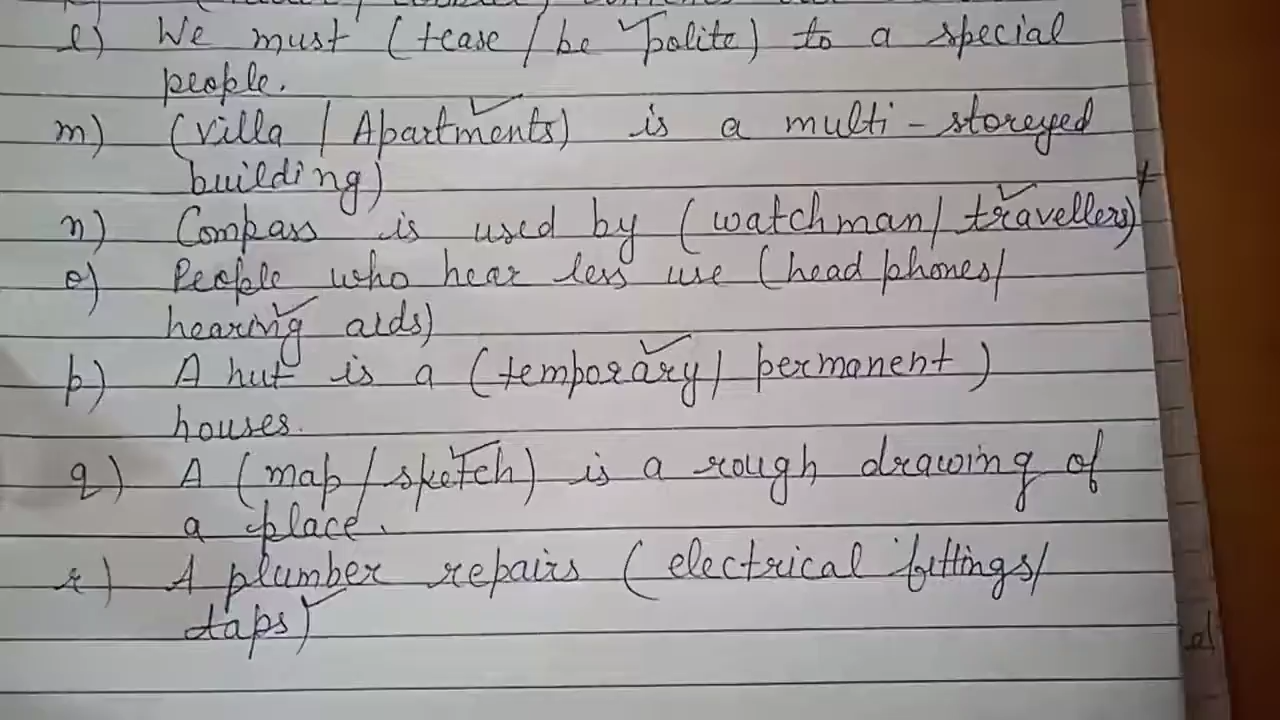 l) We must (tease / be polite) to a special
people.
m) (Villa / Apartments) is a multi-storeyed
building)
n) Compass is used by (watchman/ travellers)
o) People who hear less use (head phones/
hearing aids)
p) A hut is a (temporary/ permanent)
houses.
q) A (map / sketch) is a rough drawing of
a place.
r) A plumber repairs (electrical fittings/
taps)